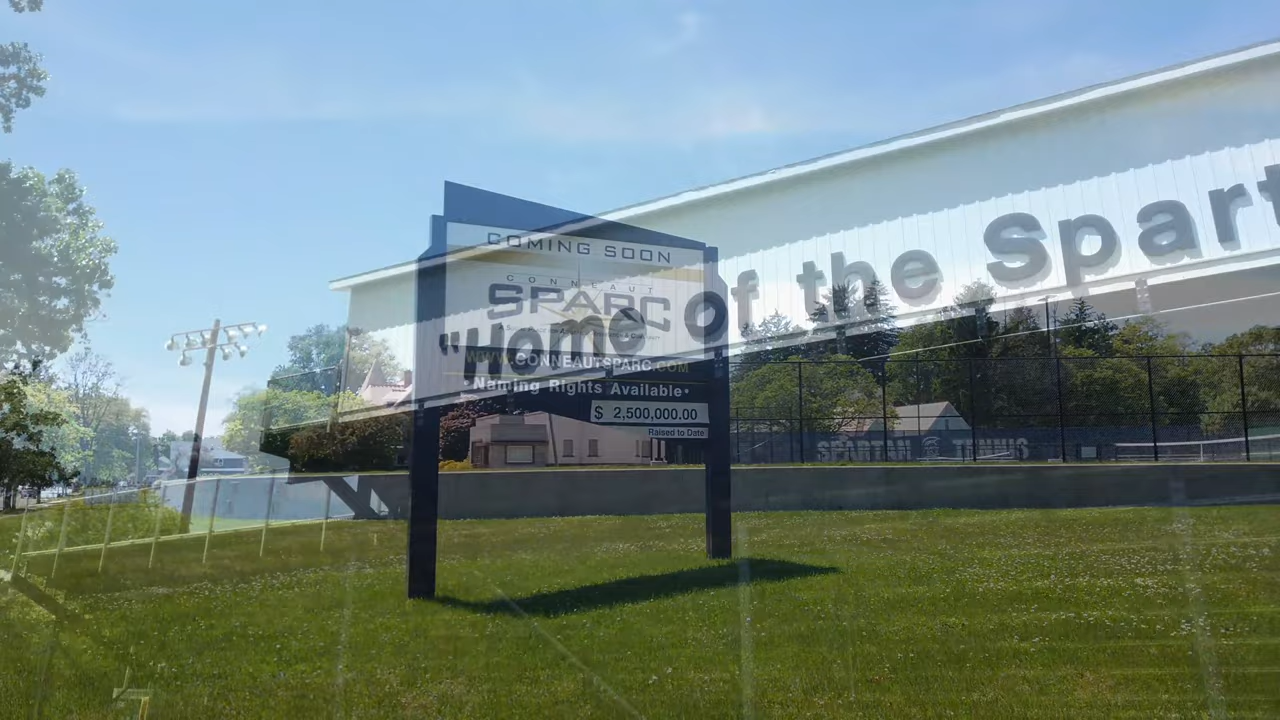 COMING SOON
CONNEAUT
SPARC
WWW.CONNEAUTSPARC.COM
•Naming Rights Available•
$ 2,500,000.00
Raised to Date
"Home of the Spart
SPARTAN TENNIS